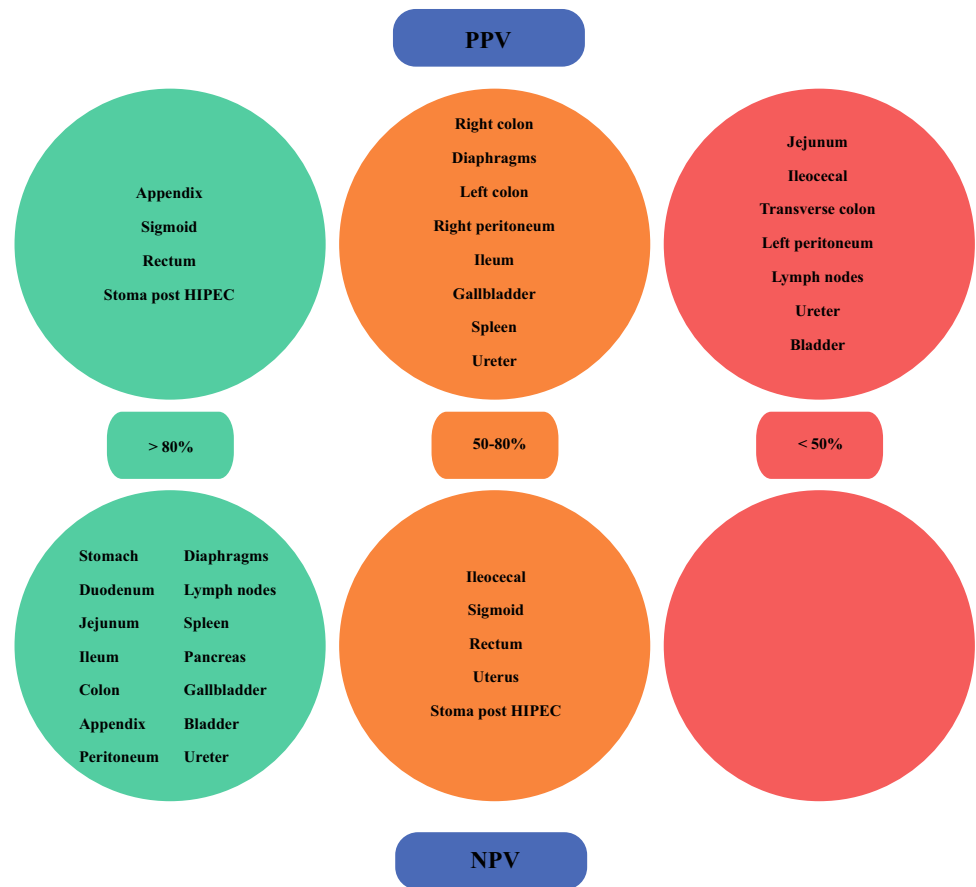 PPV
Appendix
Sigmoid
Rectum
Stoma post HIPEC
Right colon
Diaphragms
Left colon
Right peritoneum
Ileum
Gallbladder
Spleen
Ureter
Jejunum
Ileocecal
Transverse colon
Left peritoneum
Lymph nodes
Ureter
Bladder
> 80%
50-80%
< 50%
Stomach
Duodenum
Jejunum
Ileum
Colon
Appendix
Peritoneum
Diaphragms
Lymph nodes
Spleen
Pancreas
Gallbladder
Bladder
Ureter
Ileocecal
Sigmoid
Rectum
Uterus
Stoma post HIPEC
NPV